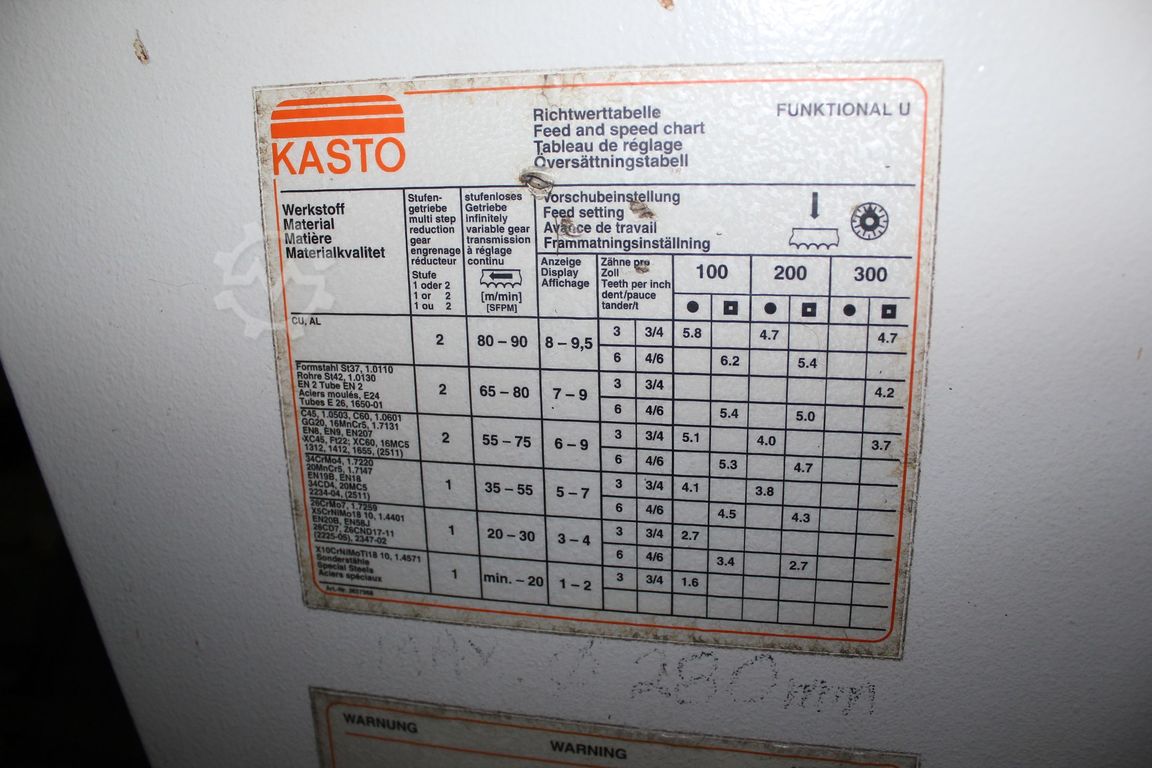 KASTO
Richtwerttabelle
Feed and speed chart
Tableau de réglage
Översättningstabell
FUNKTIONAL U
Werkstoff
Material
Matière
Materialkvalitet
Stufen-
getriebe
multi step
reduction
gear
engrenage
réducteur
Stufe
1 oder 2
1 or 2
1 ou 2
stufenloses
Getriebe
infinitely
variable gear
transmission
à réglage
continu
[m/min]
[SFPM]
Vorschubeinstellung
Feed setting
Avance de travail
Frammatningsinställning
Anzeige
Display
Affichage
Zähne pro
Zoll
Teeth per inch
dent/pouce
tander/t
100 200 300
CU, AL
2 80 – 90 8 – 9,5
3 3/4 5.8 4.7 4.7
6 4/6 6.2 5.4
Formstahl St37, 1.0110
Rohre St42, 1.0130
EN 2 Tube EN 2
Aciers moulés, E24
Tubes E 26, 1650-01
2 65 – 80 7 – 9
3 3/4 4.2
6 4/6 5.4 5.0
C45, 1.0503, C60, 1.0601
GG20, 16MnCr5, 1.7131
EN8, EN9, EN207
XC45, Ft22; XC60, 16MC5
1312, 1412, 1655, (2511)
2 55 – 75 6 – 9
3 3/4 5.1 4.0 3.7
6 4/6 5.3 4.7
34CrMo4, 1.7220
20MnCr5, 1.7147
EN19B, EN18
34CD4, 20MC5
2234-04, (2511)
1 35 – 55 5 – 7
3 3/4 4.1 3.8
6 4/6 4.5 4.3
26CrMo7, 1.7259
X5CrNiMo18 10, 1.4401
EN20B, EN58J
26CD7, Z6CND17-11
(2225-05), 2347-02
1 20 – 30 3 – 4
3 3/4 2.7
6 4/6 3.4 2.7
X10CrNiMoTi18 10, 1.4571
Sonderstähle
Special Steels
Aciers spéciaux
1 min. – 20 1 – 2
3 3/4 1.6
280mm
WARNUNG
WARNING